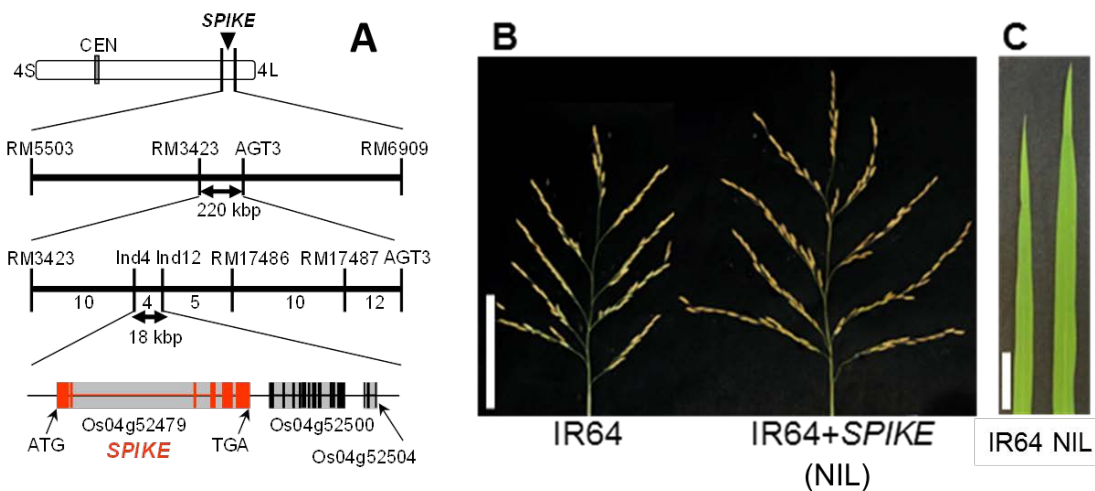 SPIKE
A
CEN
4S 4L
RM5503 RM3423 AGT3 RM6909
220 kbp
RM3423 Ind4 Ind12 RM17486 RM17487 AGT3
10 4 5 10 12
18 kbp
Os04g52479 Os04g52500
ATG SPIKE TGA
Os04g52504
B
IR64 IR64+SPIKE
(NIL)
C
IR64 NIL